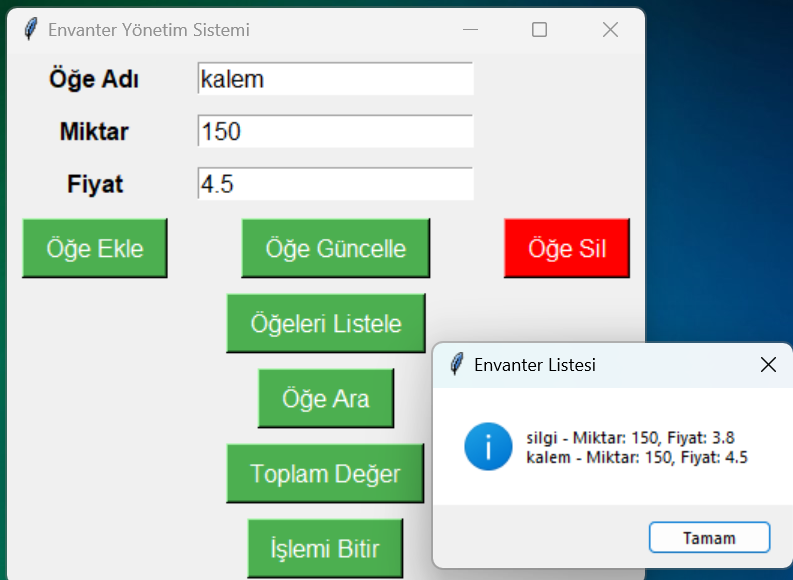 Envanter Yönetim Sistemi
Öğe Adı kalem
Miktar 150
Fiyat 4.5
Öğe Ekle Öğe Güncelle Öğe Sil
Öğeleri Listele
Öğe Ara
Toplam Değer
İşlemi Bitir
Envanter Listesi
silgi - Miktar: 150, Fiyat: 3.8
kalem - Miktar: 150, Fiyat: 4.5
Tamam